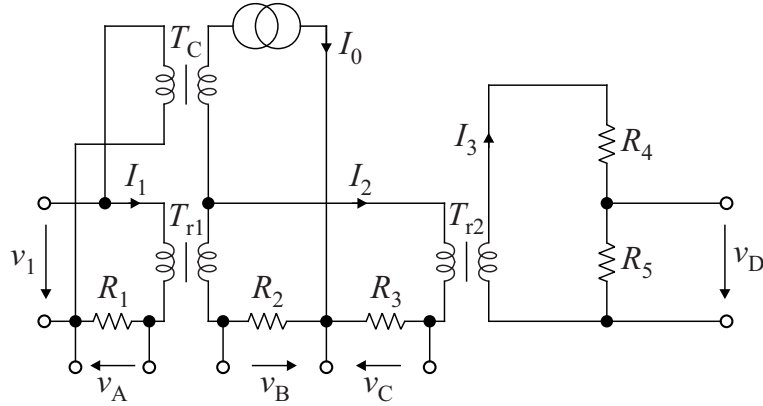 T_C
I_0
I_3
R_4
I_1
I_2
T_r1
T_r2
v_1
R_1
R_2
R_3
R_5
v_D
v_A
v_B
v_C